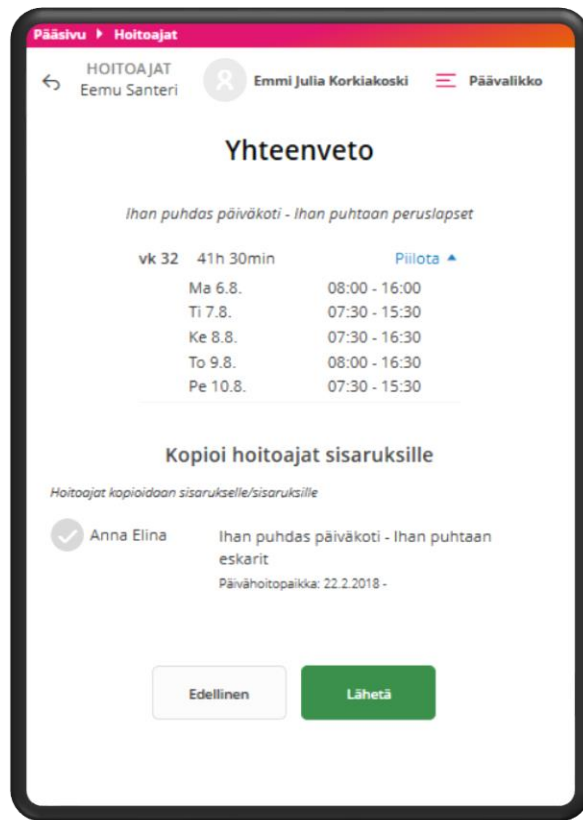 Pääsivu Hoitoajat
HOITOAJAT
Eemu Santeri
Emmi Julia Korkiakoski
Päävalikko
Yhteenveto
Ihan puhdas päiväkoti - Ihan puhtaan peruslapset
vk 32 41h 30min Piilota
Ma 6.8. 08:00 - 16:00
Ti 7.8. 07:30 - 15:30
Ke 8.8. 07:30 - 16:30
To 9.8. 08:00 - 16:30
Pe 10.8. 07:30 - 15:30
Kopioi hoitoajat sisaruksille
Hoitoajat kopioidaan sisarukselle/sisaruksille
Anna Elina
Ihan puhdas päiväkoti - Ihan puhtaan
eskarit
Päivähoitopaikka: 22.2.2018 -
Edellinen Lähetä